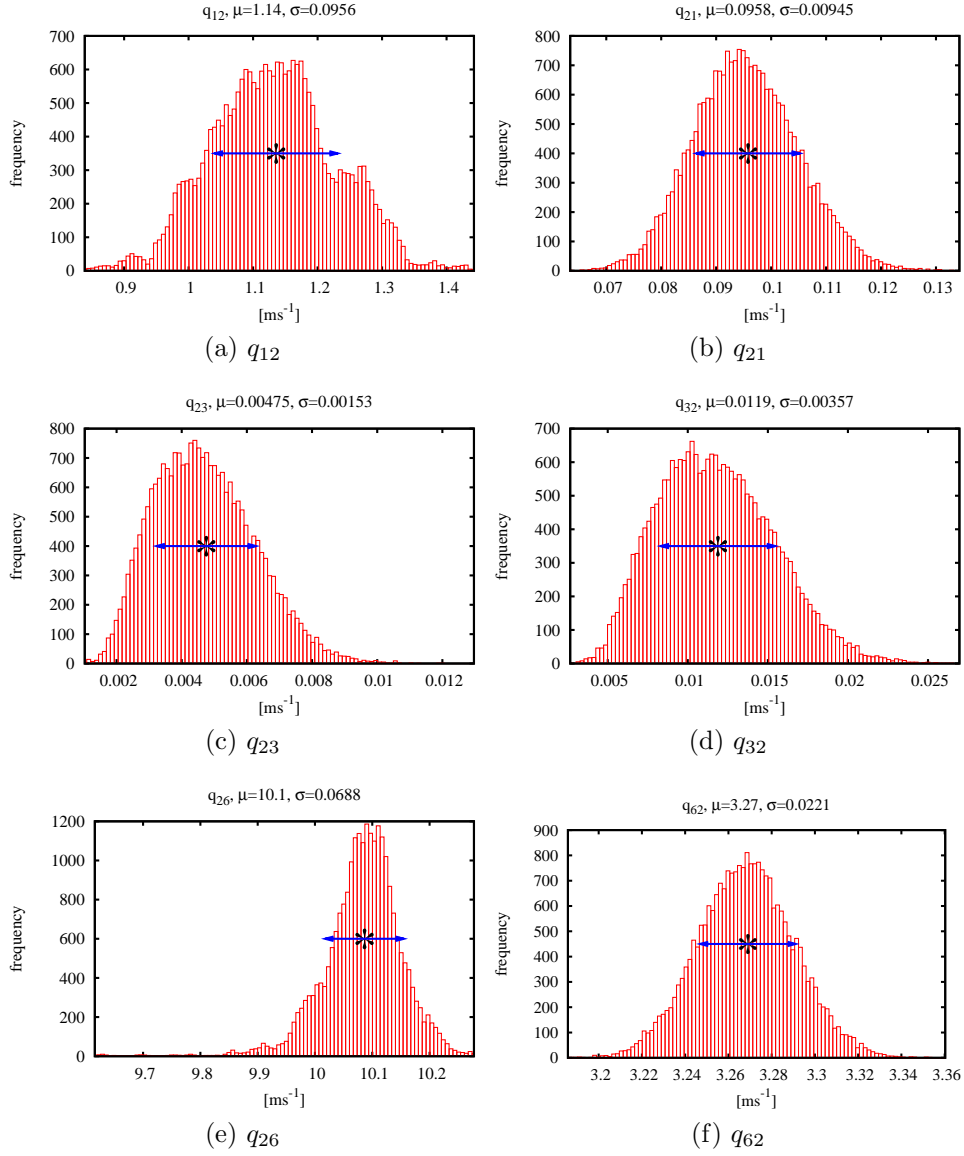 q12, μ=1.14, σ=0.0956
frequency
700
600
500
400
300
200
100
0
0.9 1 1.1 1.2 1.3 1.4
[ms-1]
(a) q12
q21, μ=0.0958, σ=0.00945
frequency
800
700
600
500
400
300
200
100
0
0.07 0.08 0.09 0.1 0.11 0.12 0.13
[ms-1]
(b) q21
q23, μ=0.00475, σ=0.00153
frequency
800
700
600
500
400
300
200
100
0
0.002 0.004 0.006 0.008 0.01 0.012
[ms-1]
(c) q23
q32, μ=0.0119, σ=0.00357
frequency
700
600
500
400
300
200
100
0
0.005 0.01 0.015 0.02 0.025
[ms-1]
(d) q32
q26, μ=10.1, σ=0.0688
frequency
1200
1000
800
600
400
200
0
9.7 9.8 9.9 10 10.1 10.2
[ms-1]
(e) q26
q62, μ=3.27, σ=0.0221
frequency
900
800
700
600
500
400
300
200
100
0
3.2 3.22 3.24 3.26 3.28 3.3 3.32 3.34 3.36
[ms-1]
(f) q62